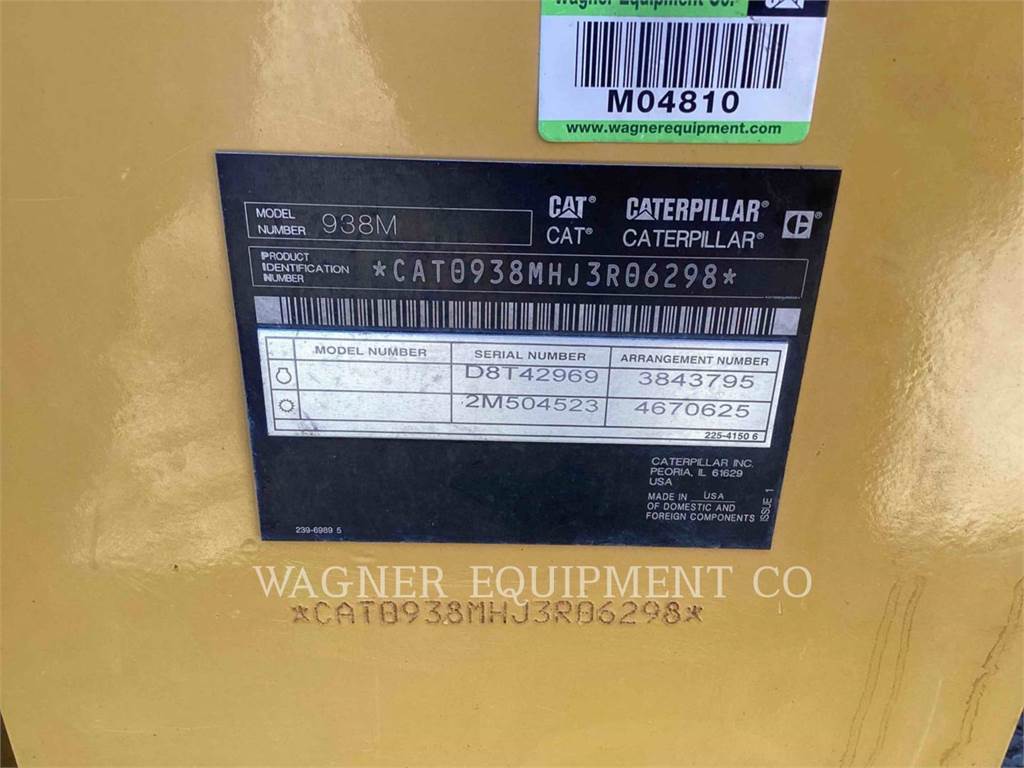 Wagner Equipment Co.
M04810
www.wagnerequipment.com
MODEL NUMBER 938M
CAT® CATERPILLAR®
CAT® CATERPILLAR®
PRODUCT IDENTIFICATION NUMBER *CAT0938MHJ3R06298*
MODEL NUMBER SERIAL NUMBER ARRANGEMENT NUMBER
D8T42969 3843795
2M504523 4670625
225-4150 6
CATERPILLAR INC.
PEORIA, IL 61629
USA
MADE IN USA
OF DOMESTIC AND
FOREIGN COMPONENTS
ISSUE 1
239-6989 5
WAGNER EQUIPMENT CO
*CAT0938MHJ3R06298*